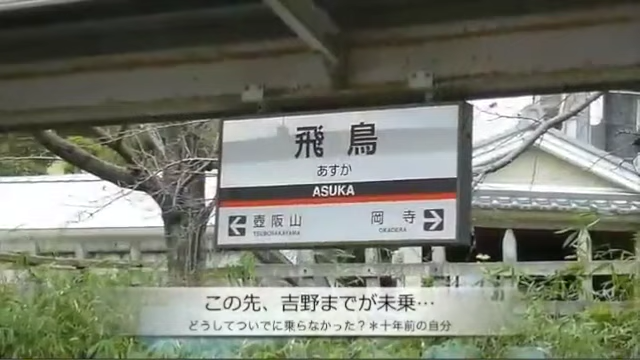 飛鳥
あすか
ASUKA
壺阪山 岡寺
TSUBOSAKAYAMA OKADERA
この先、吉野までが未乗…
どうしてついでに乗らなかった?*十年前の自分